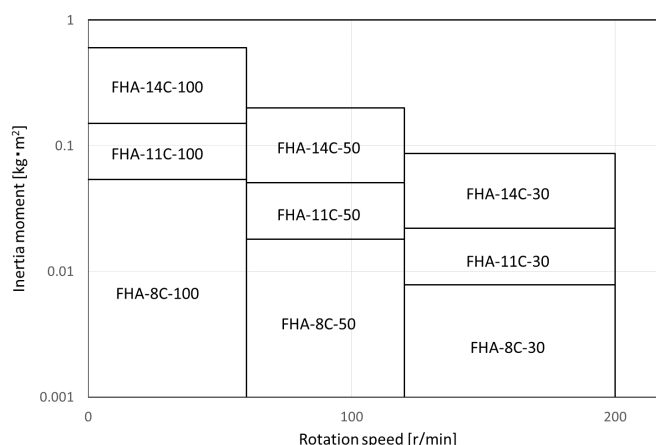 1
FHA-14C-100
FHA-14C-50
0.1
FHA-11C-100
FHA-14C-30
FHA-11C-50
Inertia moment [kg•m²]
FHA-11C-30
0.01
FHA-8C-100
FHA-8C-50
FHA-8C-30
0.001
0 100 200
Rotation speed [r/min]